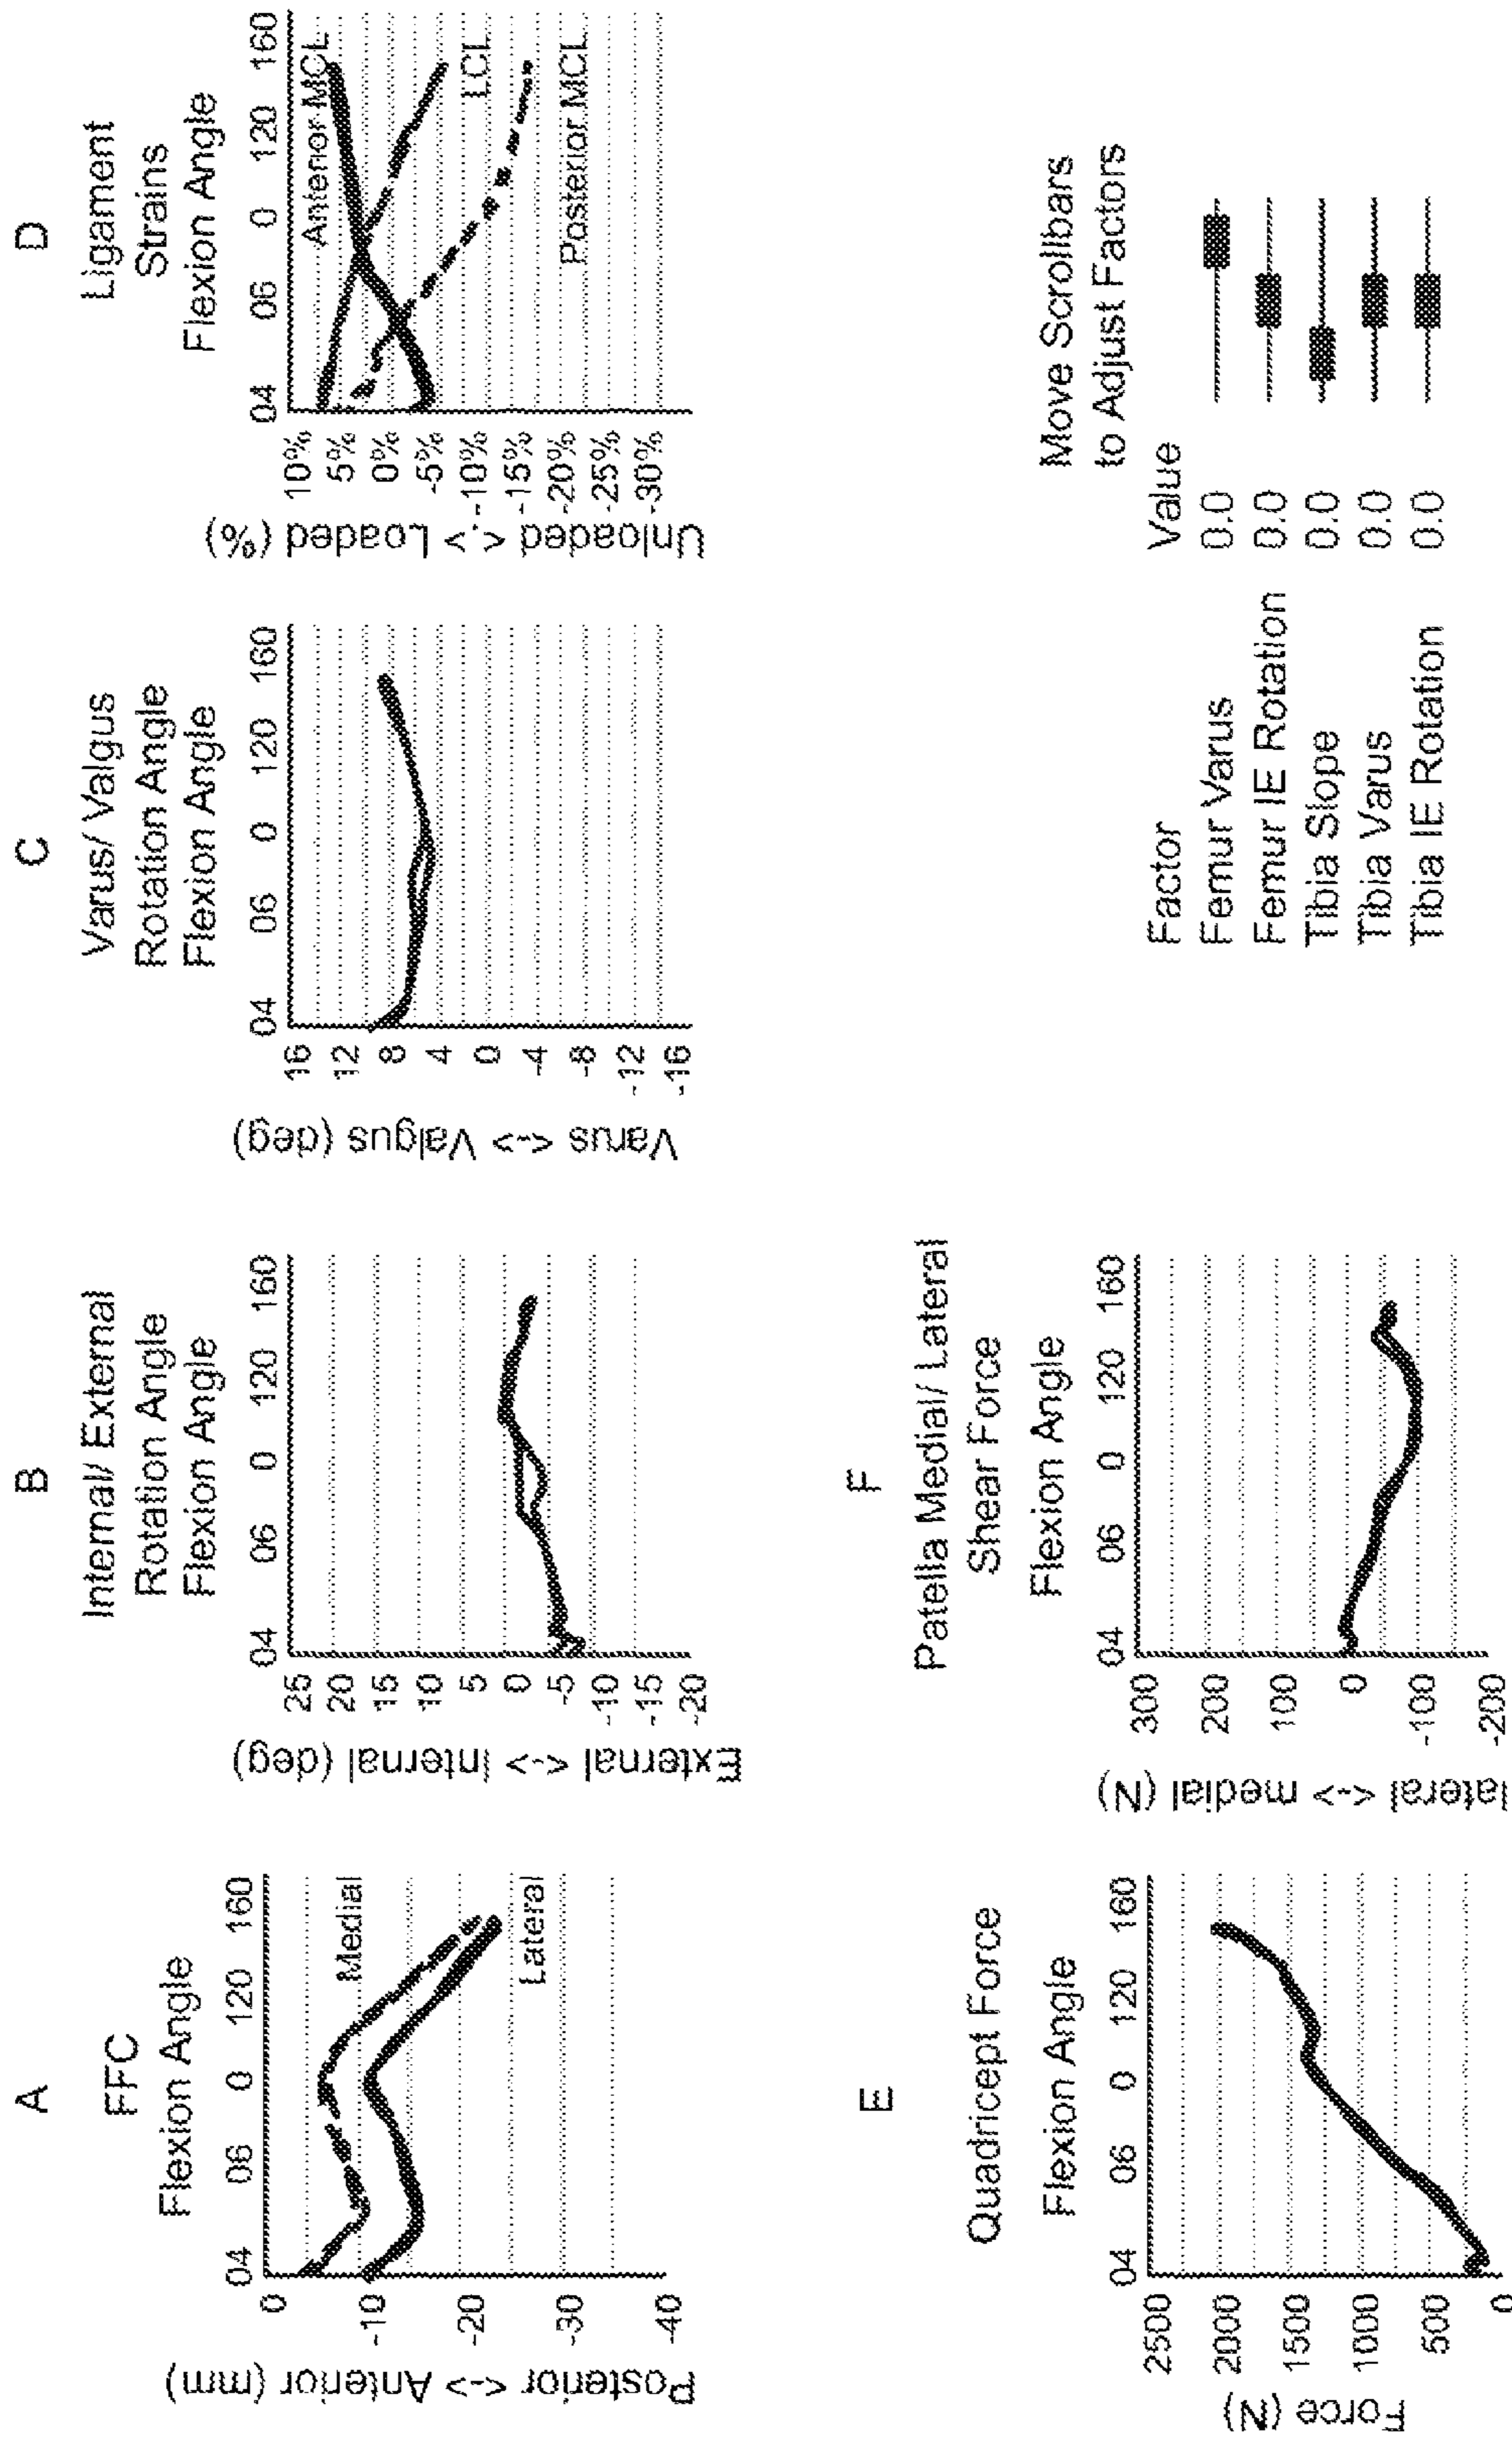 A
FFC
Flexion Angle
04 06 0 120 160
0
-10
-20
-30
-40
Posterior <-> Anterior (mm)
Medial
Lateral
B
Internal/ External
Rotation Angle
Flexion Angle
04 06 0 120 160
25
20
15
10
5
0
-5
-10
-15
-20
External <-> Internal (deg)
C
Varus/ Valgus
Rotation Angle
Flexion Angle
04 06 0 120 160
16
12
8
4
0
-4
-8
-12
-16
Varus <-> Valgus (deg)
D
Ligament
Strains
Flexion Angle
04 06 0 120 160
10%
5%
0%
-5%
-10%
-15%
-20%
-25%
-30%
Unloaded <.> Loaded (%)
Anterior MCL
LCL
Posterior MCL
E
Quadricept Force
Flexion Angle
04 06 0 120 160
2500
2000
1500
1000
500
0
Force (N)
F
Patella Medial/ Lateral
Shear Force
Flexion Angle
04 06 0 120 160
300
200
100
0
-100
-200
lateral <-> medial (N)
Move Scrollbars
to Adjust Factors
Factor Value
Femur Varus 0.0
Femur IE Rotation 0.0
Tibia Slope 0.0
Tibia Varus 0.0
Tibia IE Rotation 0.0